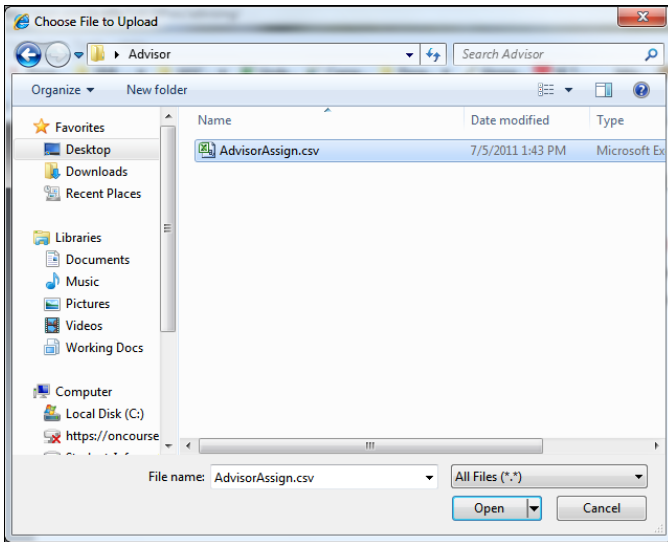 Choose File to Upload
Advisor
Search Advisor
Organize
New folder
Name
Date modified
Type
Favorites
Desktop
Downloads
Recent Places
Libraries
Documents
Music
Pictures
Videos
Working Docs
Computer
Local Disk (C:)
https://oncourse
AdvisorAssign.csv
7/5/2011 1:43 PM
Microsoft Ex
File name:
AdvisorAssign.csv
All Files (*.*)
Open
Cancel